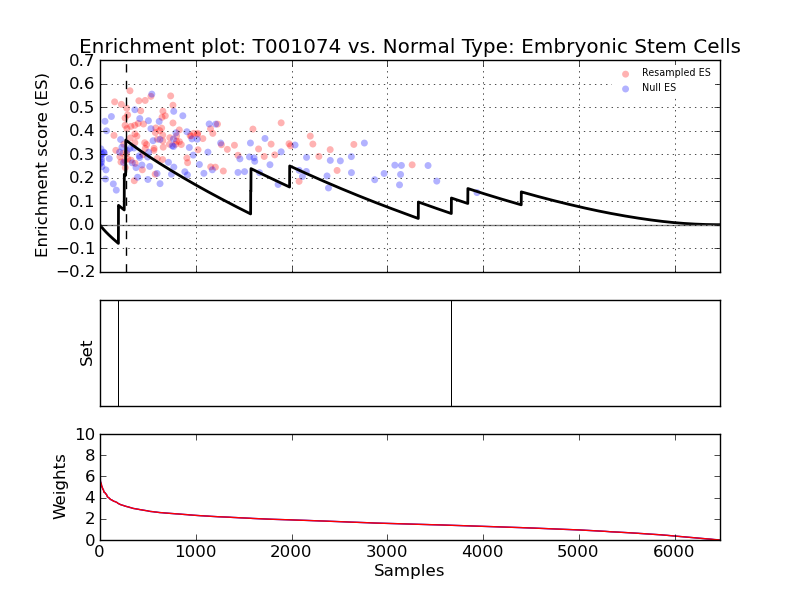 Enrichment plot: T001074 vs. Normal Type: Embryonic Stem Cells
Enrichment score (ES)
0.7
0.6
0.5
0.4
0.3
0.2
0.1
0.0
−0.1
−0.2
Resampled ES
Null ES
Set
Weights
10
8
6
4
2
0
0 1000 2000 3000 4000 5000 6000
Samples